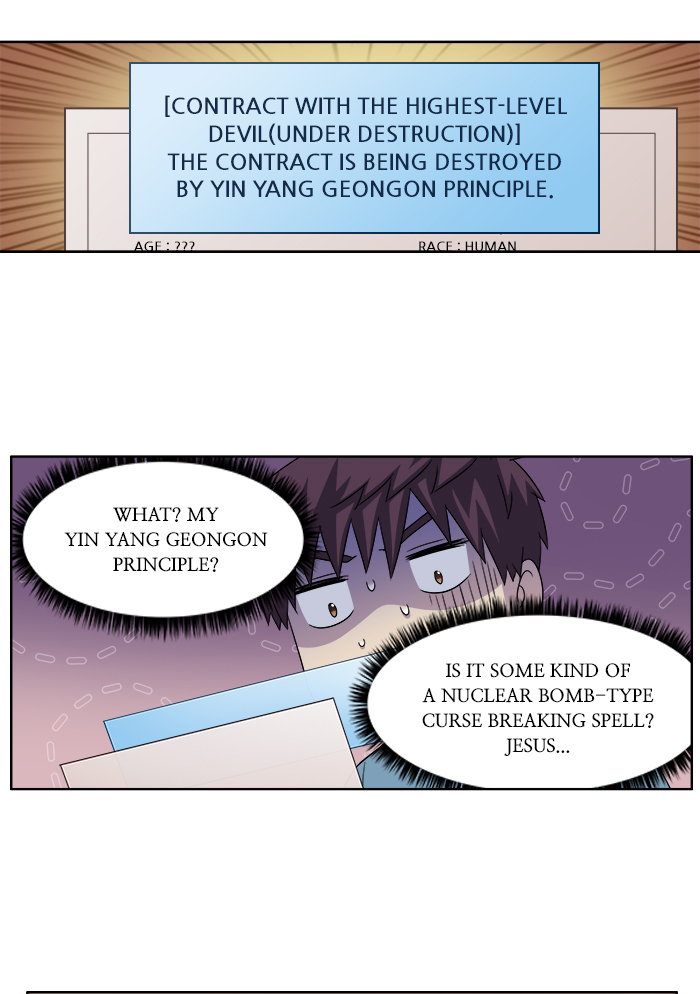 [CONTRACT WITH THE HIGHEST-LEVEL
DEVIL(UNDER DESTRUCTION)]
THE CONTRACT IS BEING DESTROYED
BY YIN YANG GEONGON PRINCIPLE.
AGE : ??? RACE : HUMAN
WHAT? MY
YIN YANG GEONGON
PRINCIPLE?
IS IT SOME KIND OF
A NUCLEAR BOMB-TYPE
CURSE BREAKING SPELL?
JESUS...